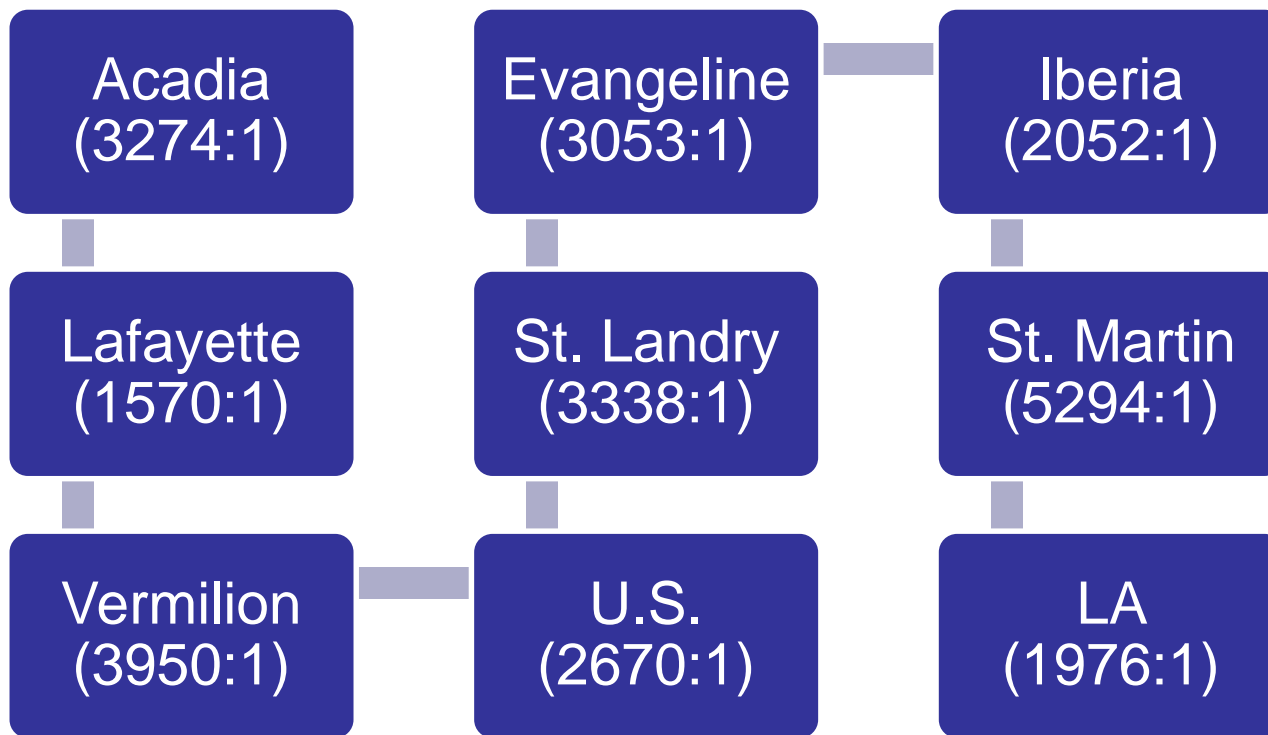 Acadia
(3274:1)
Lafayette
(1570:1)
Vermilion
(3950:1)
U.S.
(2670:1)
St. Landry
(3338:1)
Evangeline
(3053:1)
Iberia
(2052:1)
St. Martin
(5294:1)
LA
(1976:1)